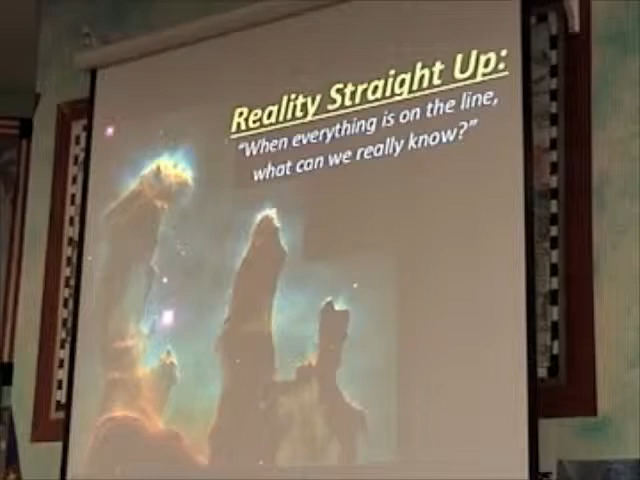 Reality Straight Up:
"When everything is on the line,
what can we really know?"